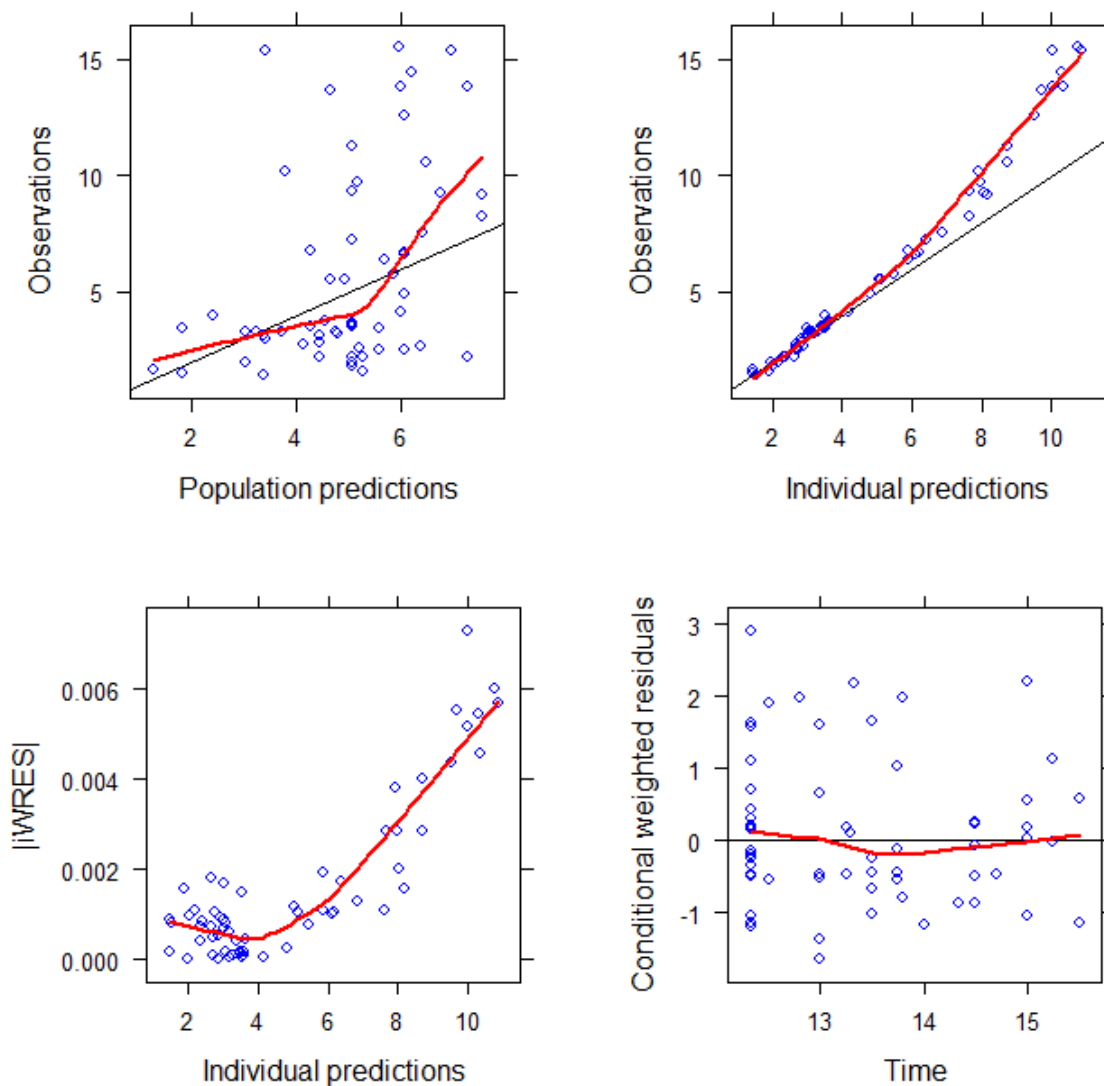 15
10
5
Observations
2 4 6
Population predictions
15
10
5
Observations
2 4 6 8 10
Individual predictions
0.006
0.004
0.002
0.000
|iWRES|
2 4 6 8 10
Individual predictions
3
2
1
0
-1
Conditional weighted residuals
13 14 15
Time